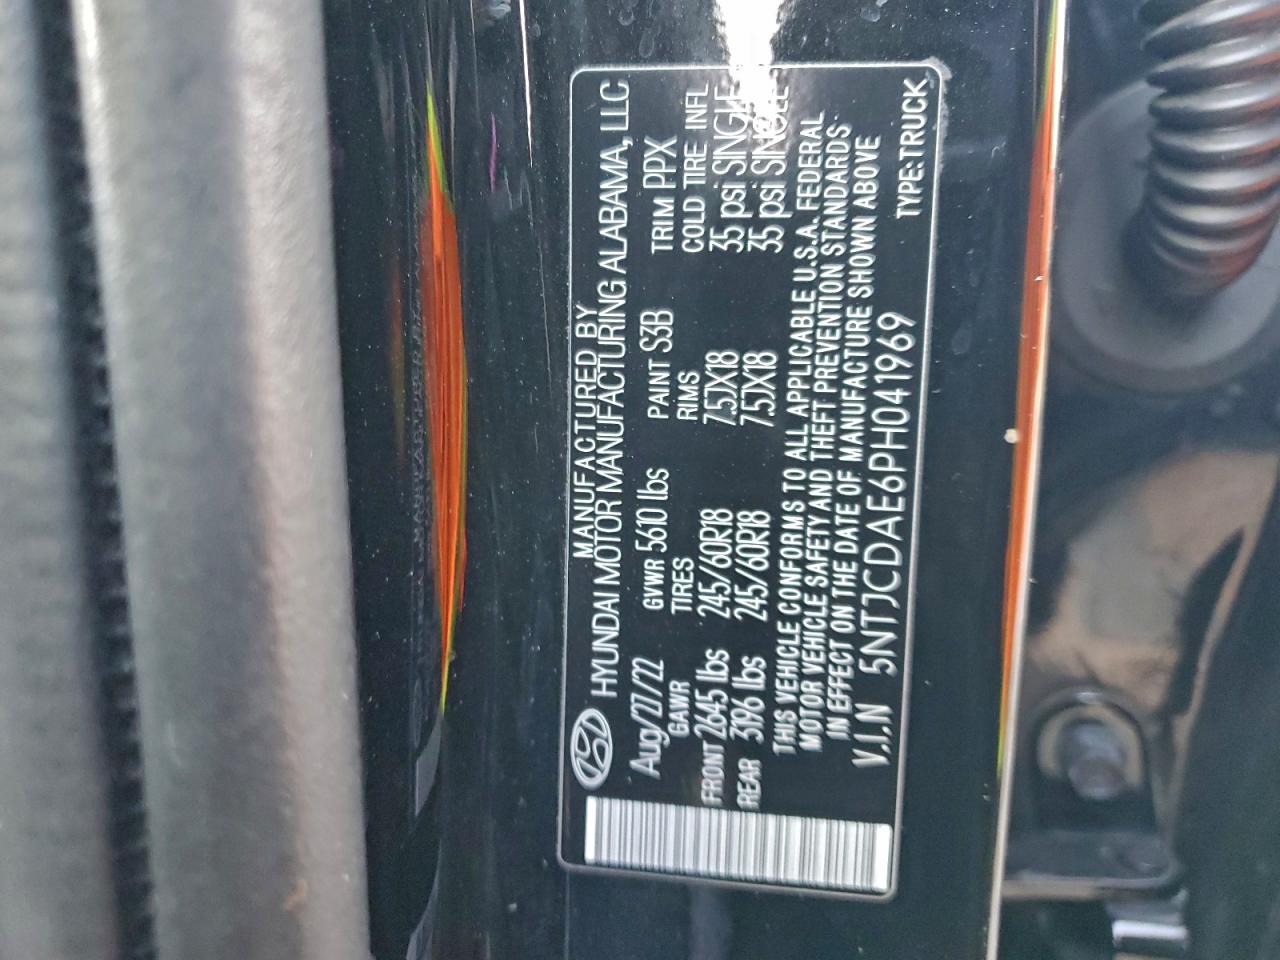 MANUFACTURED BY
HYUNDAI MOTOR MANUFACTURING ALABAMA, LLC
Aug/27/22 GVWR 5610 lbs PAINT S3B TRIM PPX
GAWR TIRES RIMS COLD TIRE INFL
FRONT 2645 lbs 245/60R18 7.5JX18 35 psi SINGLE
REAR 3196 lbs 245/60R18 7.5JX18 35 psi SINGLE
THIS VEHICLE CONFORMS TO ALL APPLICABLE U.S.A. FEDERAL
MOTOR VEHICLE SAFETY AND THEFT PREVENTION STANDARDS
IN EFFECT ON THE DATE OF MANUFACTURE SHOWN ABOVE
V.I.N 5NTJCDAE6PH041969 TYPE:TRUCK